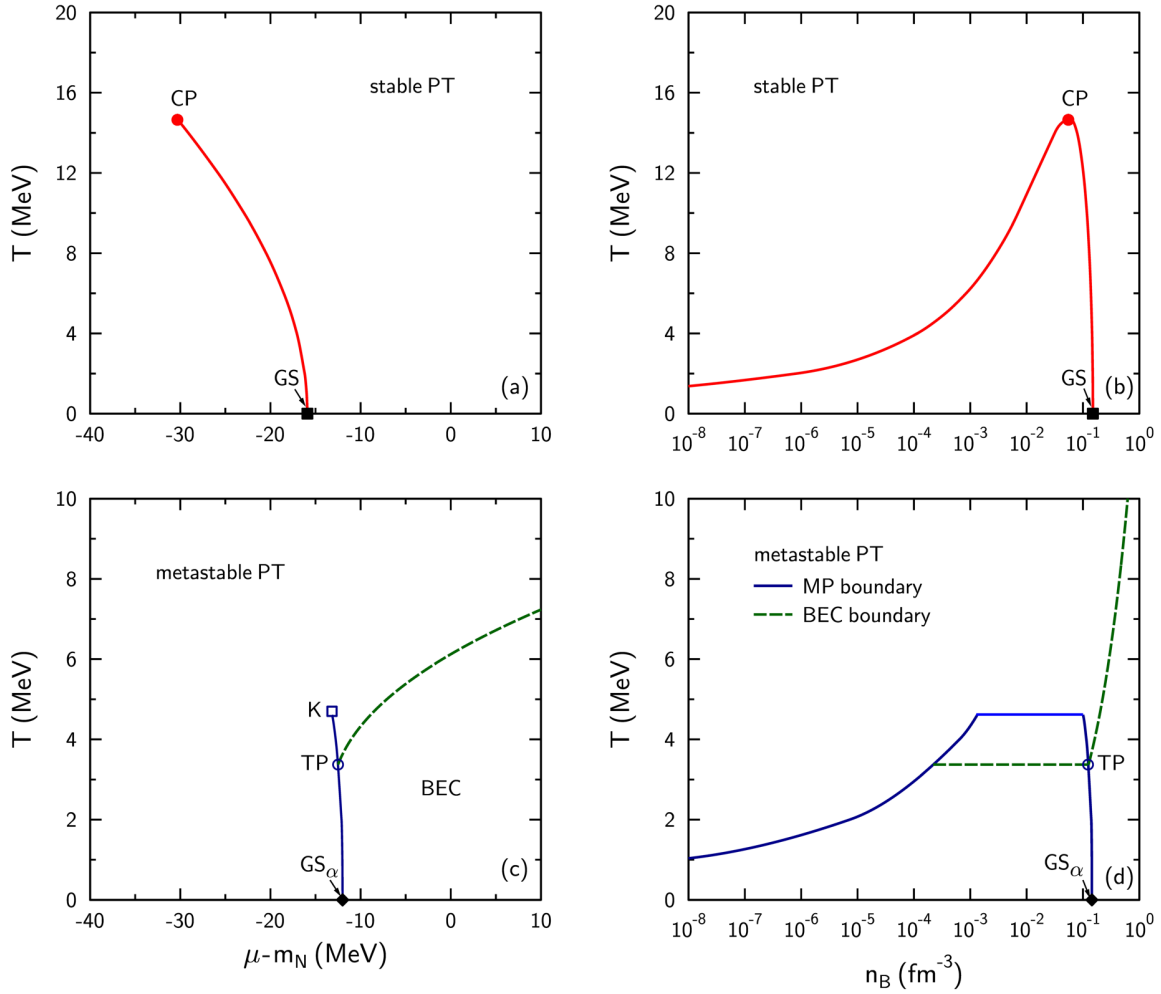 20
16
12
8
4
0
T (MeV)
CP
stable PT
GS
(a)
-40 -30 -20 -10 0 10
20
16
12
8
4
0
T (MeV)
stable PT
CP
GS
(b)
10⁻⁸ 10⁻⁷ 10⁻⁶ 10⁻⁵ 10⁻⁴ 10⁻³ 10⁻² 10⁻¹ 10⁰
10
8
6
4
2
0
T (MeV)
metastable PT
K
TP
BEC
GSα
(c)
-40 -30 -20 -10 0 10
μ-m_N (MeV)
10
8
6
4
2
0
T (MeV)
metastable PT
MP boundary
BEC boundary
TP
GSα
(d)
10⁻⁸ 10⁻⁷ 10⁻⁶ 10⁻⁵ 10⁻⁴ 10⁻³ 10⁻² 10⁻¹ 10⁰
n_B (fm⁻³)